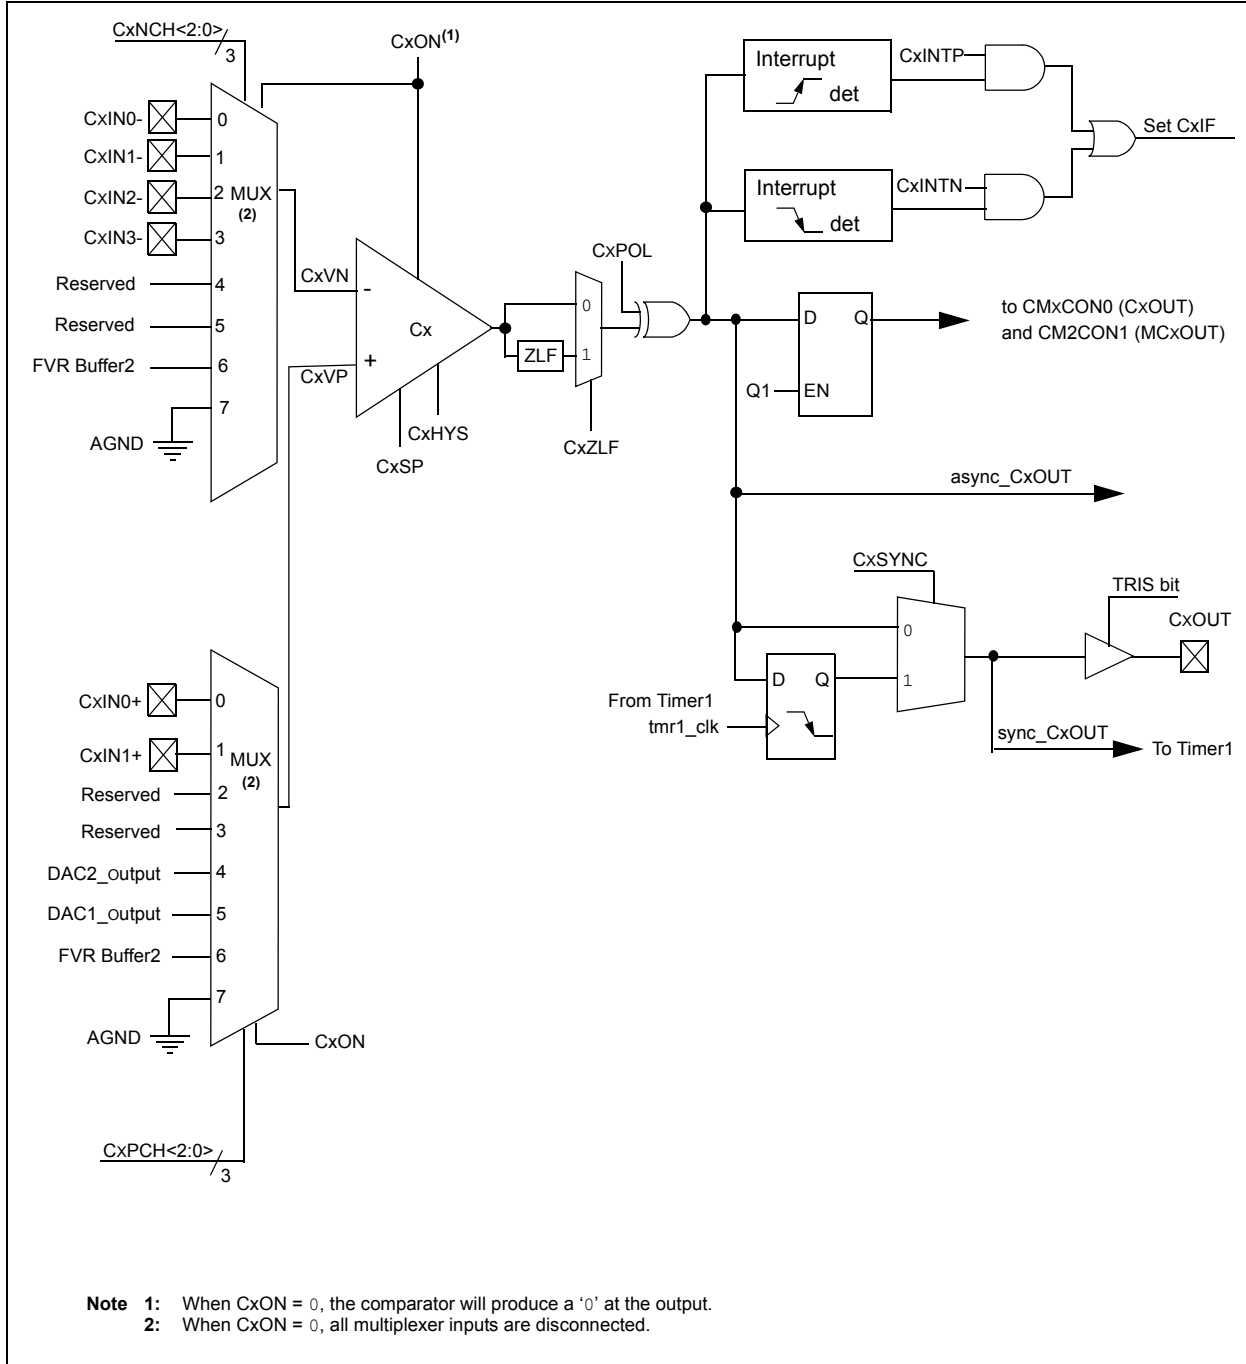 CxNCH<2:0>
3
CxON(1)
CxIN0-
0
CxIN1-
1
CxIN2-
2
MUX
(2)
CxIN3-
3
Reserved
4
Reserved
5
FVR Buffer2
6
7
AGND
CxVN
-
Cx
+
CxVP
CxHYS
CxSP
ZLF
0
1
CxZLF
CxPOL
Interrupt
det
CxINTP
Interrupt
det
CxINTN
Set CxIF
D
Q
Q1
EN
to CMxCON0 (CxOUT)
and CM2CON1 (MCxOUT)
async_CxOUT
CxSYNC
0
1
D
Q
From Timer1
tmr1_clk
TRIS bit
CxOUT
sync_CxOUT
To Timer1
CxIN0+
0
CxIN1+
1
MUX
(2)
Reserved
2
Reserved
3
DAC2_output
4
DAC1_output
5
FVR Buffer2
6
7
AGND
CxON
CxPCH<2:0>
3
Note 1: When CxON = 0, the comparator will produce a ‘0’ at the output.
2: When CxON = 0, all multiplexer inputs are disconnected.